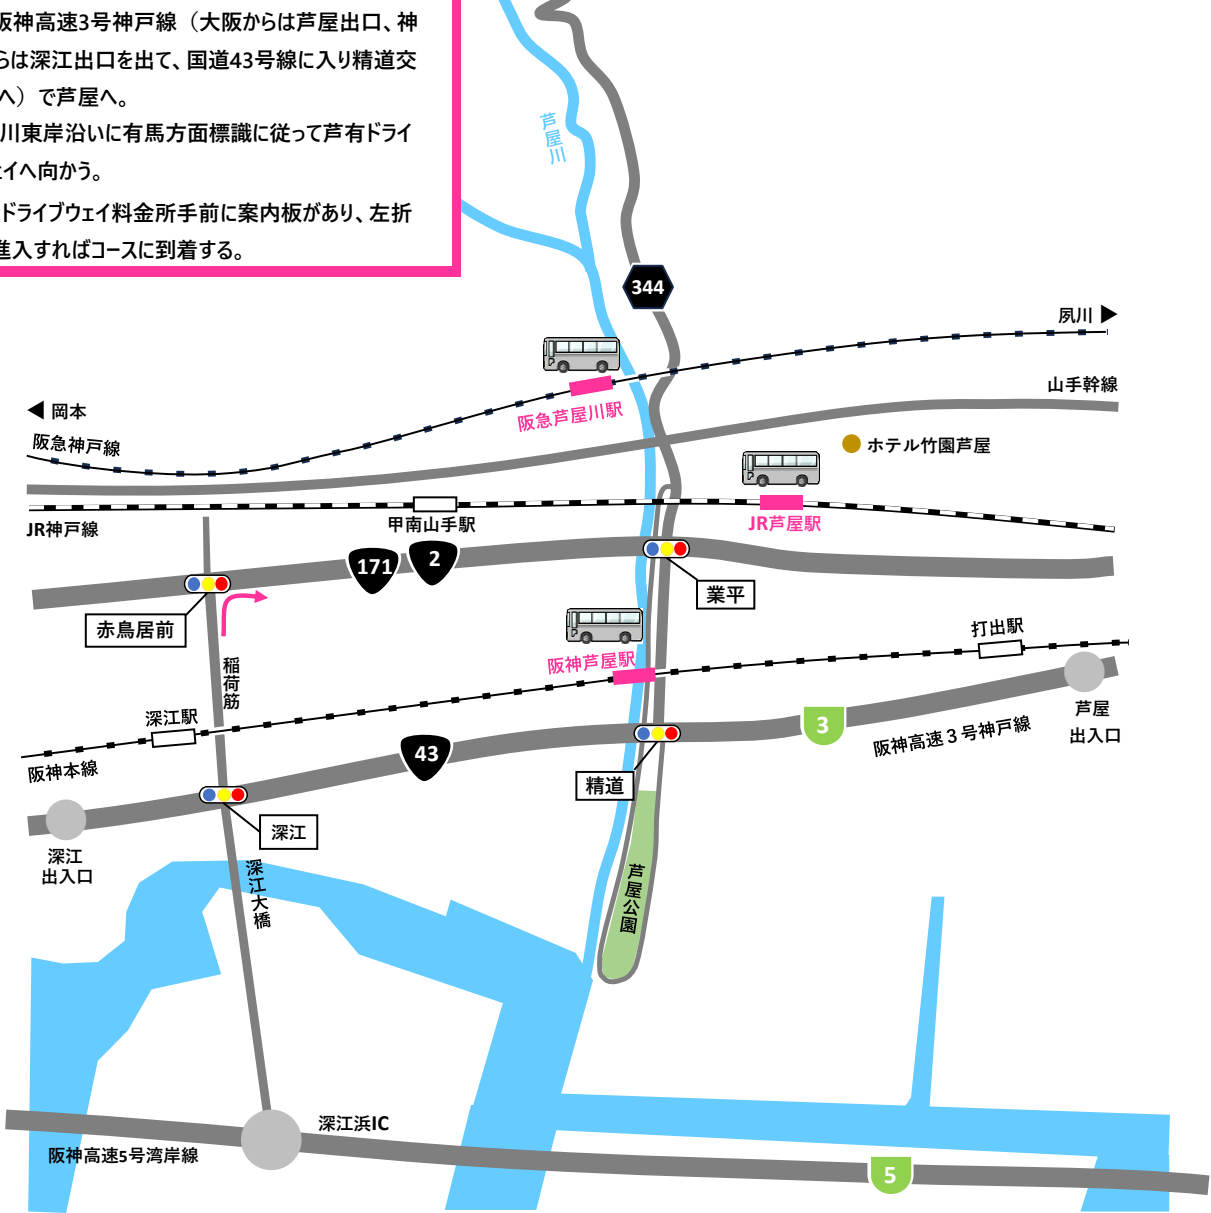 阪神高速3号神戸線（大阪からは芦屋出口、神
らは深江出口を出て、国道43号線に入り精道交
へ）で芦屋へ。
川東岸沿いに有馬方面標識に従って芦有ドライ
ェイへ向かう。
ドライブウェイ料金所手前に案内板があり、左折
進入すればコースに到着する。
芦屋川
344
夙川 ▶
山手幹線
◀ 岡本
阪急神戸線
阪急芦屋川駅
ホテル竹園芦屋
JR神戸線
甲南山手駅
JR芦屋駅
171
2
業平
赤鳥居前
稲荷筋
阪神芦屋駅
打出駅
深江駅
阪神本線
43
3
阪神高速３号神戸線
芦屋
出入口
精道
深江
深江
出入口
深江大橋
芦屋公園
深江浜IC
阪神高速5号湾岸線
5